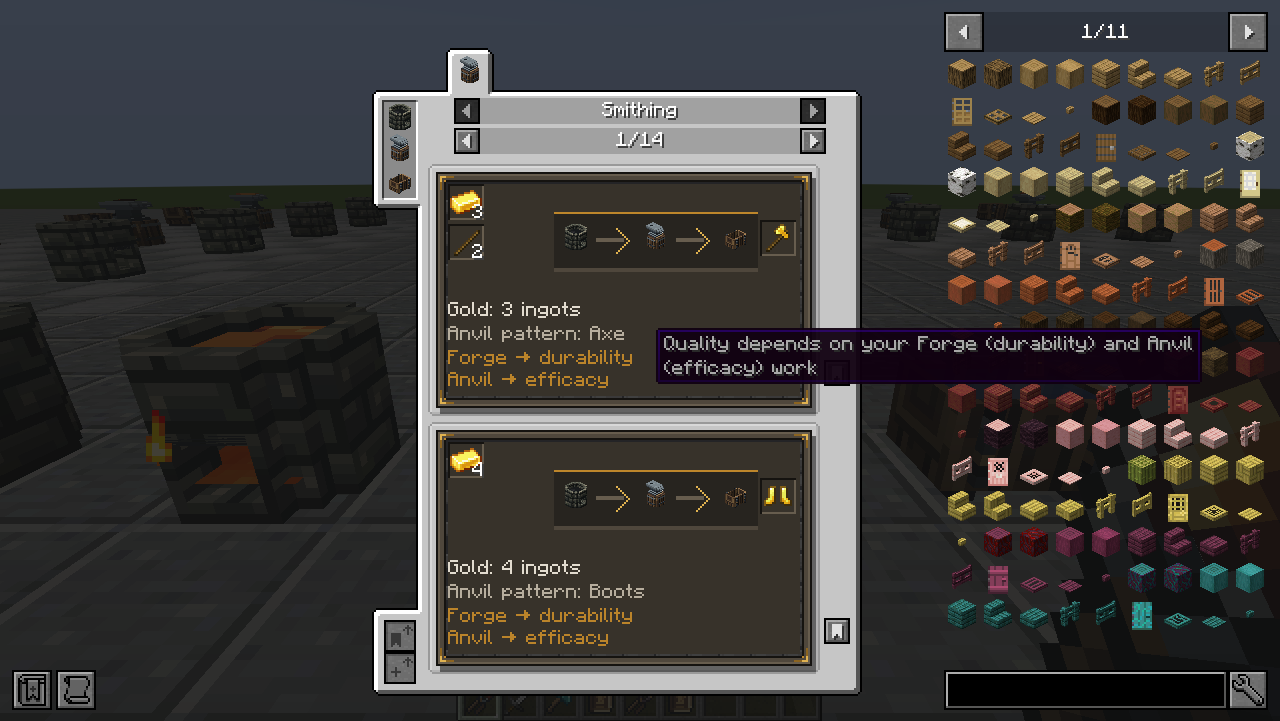 1/11
Smithing
1/14
3
2
Gold: 3 ingots
Anvil pattern: Axe
Forge → durability
Anvil → efficacy
Quality depends on your Forge (durability) and Anvil
(efficacy) work
4
Gold: 4 ingots
Anvil pattern: Boots
Forge → durability
Anvil → efficacy